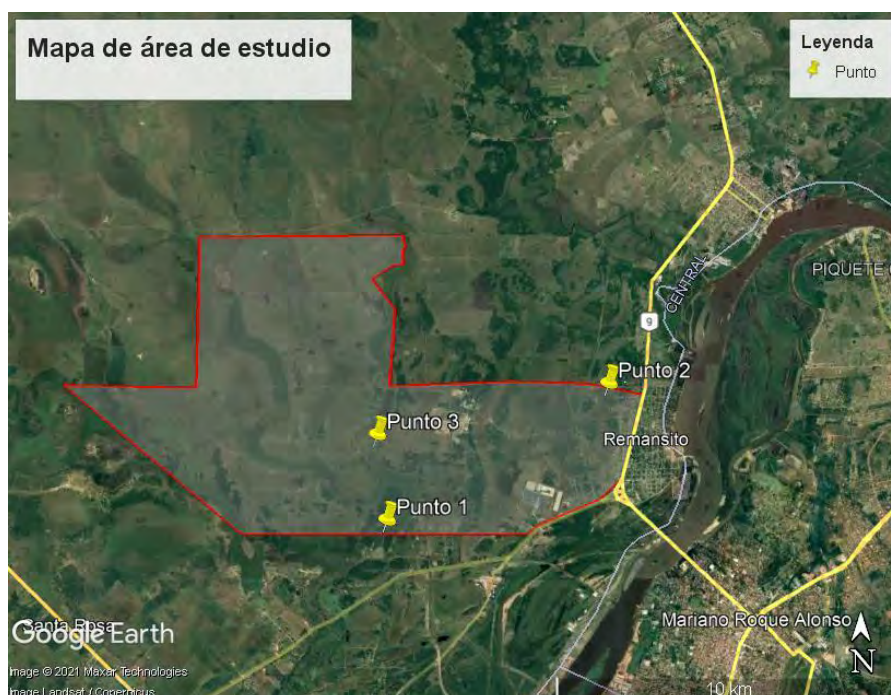 Mapa de área de estudio
Leyenda
Punto
PIQUETE
CENTRAL
9
Punto 2
Punto 3
Remansito
Punto 1
Santa Rosa
Mariano Roque Alonso
Google Earth
N
Image © 2021 Maxar Technologies
10 km
Image Landsat / Copernicus